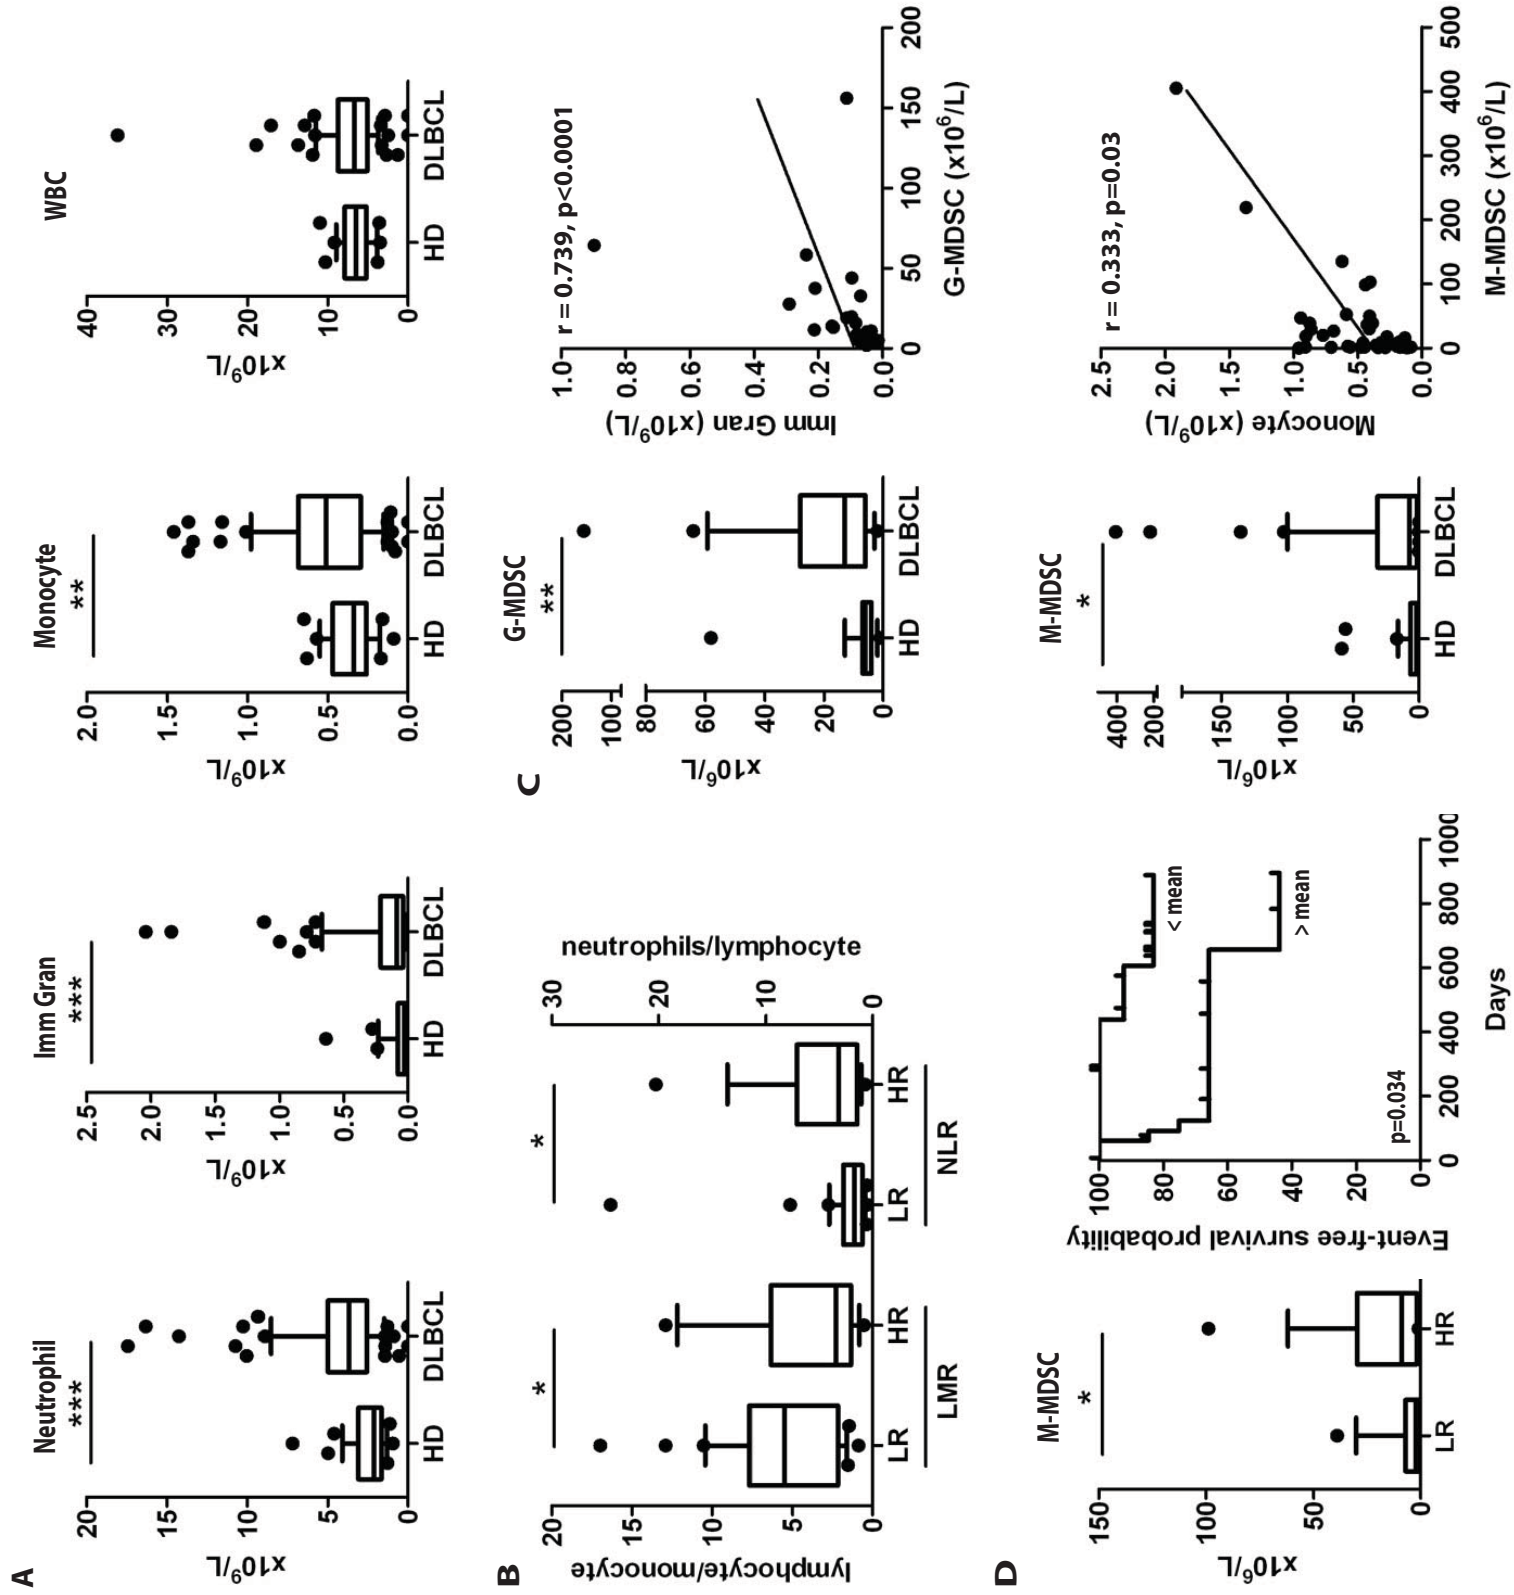 A
Neutrophil
***
x10⁹/L
20
15
10
5
0
HD
DLBCL
Imm Gran
***
x10⁹/L
2.5
2.0
1.5
1.0
0.5
0.0
HD
DLBCL
Monocyte
**
x10⁹/L
2.0
1.5
1.0
0.5
0.0
HD
DLBCL
WBC
x10⁹/L
40
30
20
10
0
HD
DLBCL
B
lymphocyte/monocyte
20
15
10
5
0
*
LR
HR
LMR
*
LR
HR
NLR
30
20
10
0
neutrophils/lymphocyte
C
G-MDSC
**
x10⁶/L
200
100
80
60
40
20
0
HD
DLBCL
r = 0.739, p<0.0001
Imm Gran (x10⁹/L)
1.0
0.8
0.6
0.4
0.2
0.0
0
50
100
150
200
G-MDSC (x10⁶/L)
M-MDSC
*
x10⁶/L
400
200
150
100
50
0
HD
DLBCL
r = 0.333, p=0.03
Monocyte (x10⁹/L)
2.5
2.0
1.5
1.0
0.5
0.0
0
100
200
300
400
500
M-MDSC (x10⁶/L)
D
M-MDSC
*
x10⁶/L
150
100
50
0
LR
HR
Event-free survival probability
100
80
60
40
20
0
< mean
> mean
p=0.034
0
200
400
600
800
1000
Days